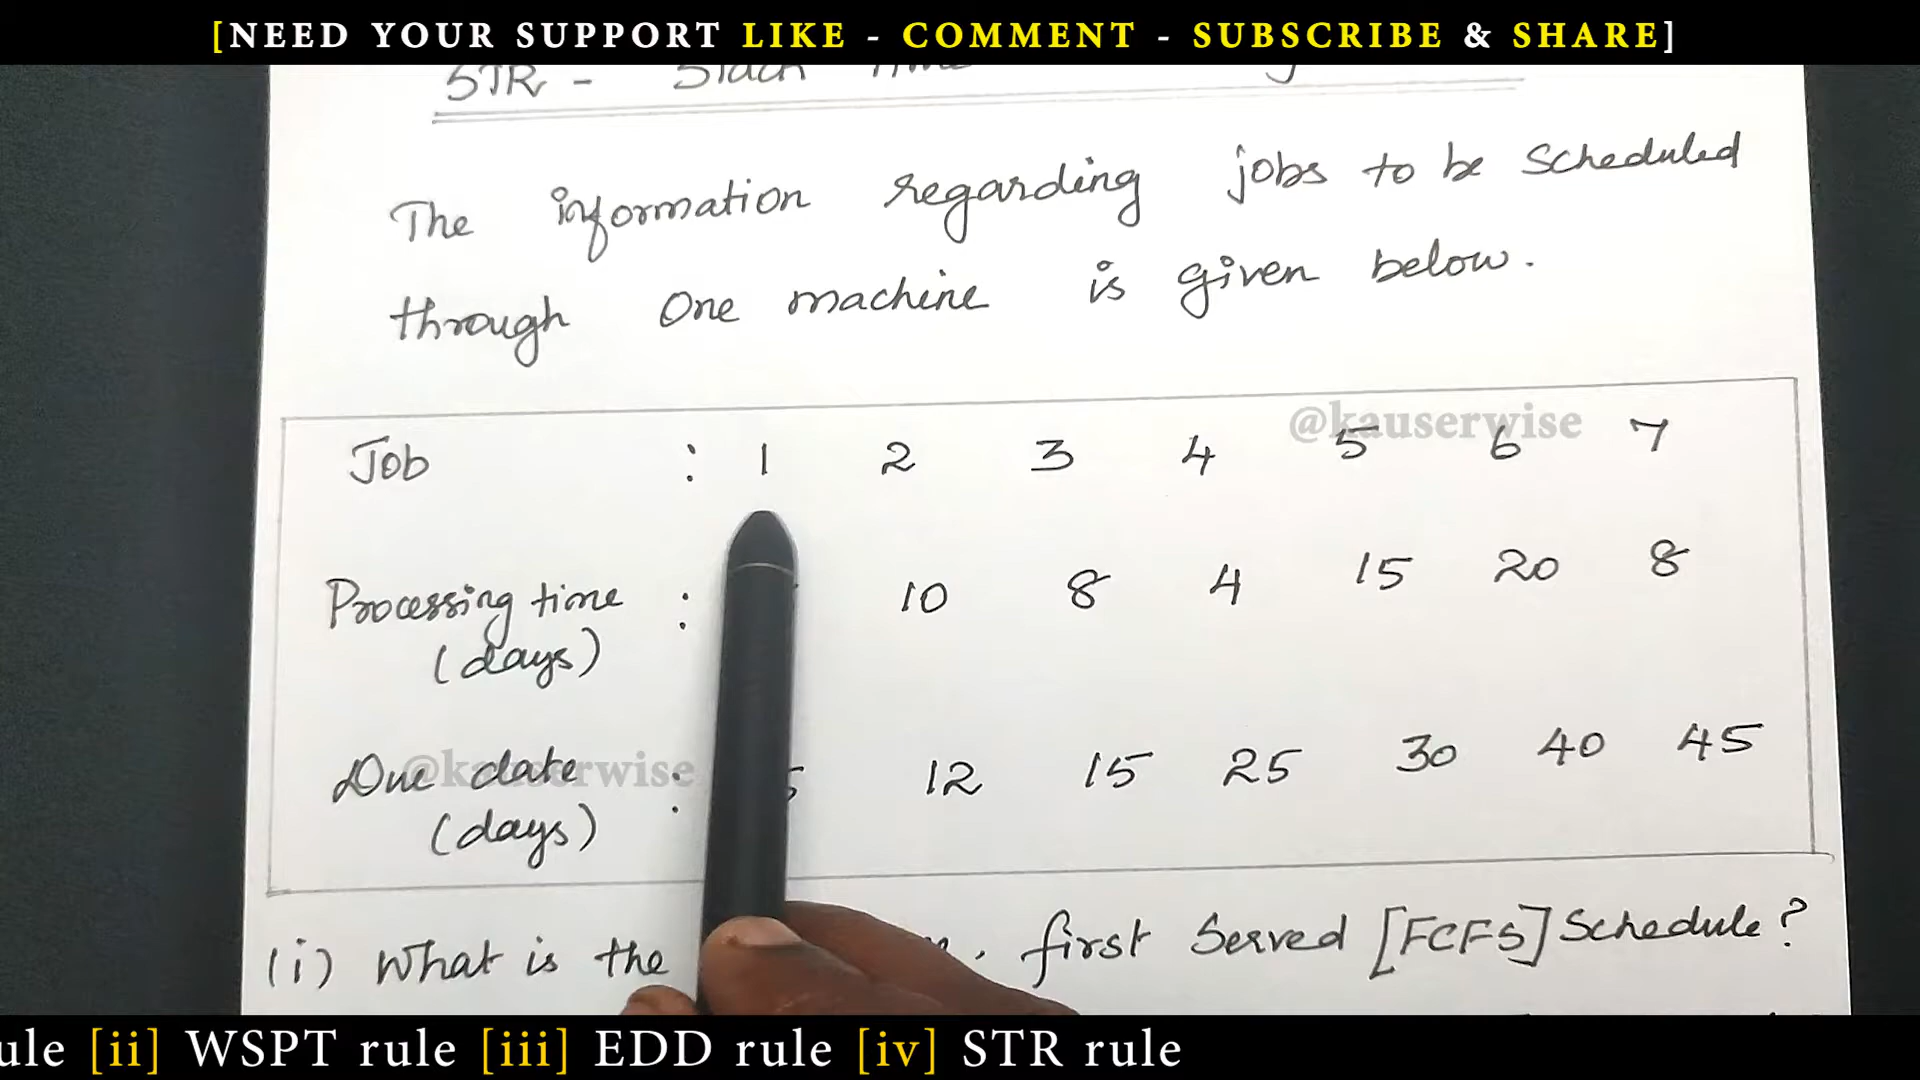 [NEED YOUR SUPPORT LIKE - COMMENT - SUBSCRIBE & SHARE]
STR -
The information regarding jobs to be Scheduled
through One machine is given below.
@kauserwise
Job : 1 2 3 4 5 6 7
Processing time : 10 8 4 15 20 8
(days)
Due date : 5 12 15 25 30 40 45
(days)
@kauserwise
(i) What is the first Served [FCFS] Schedule?
ule [ii] WSPT rule [iii] EDD rule [iv] STR rule